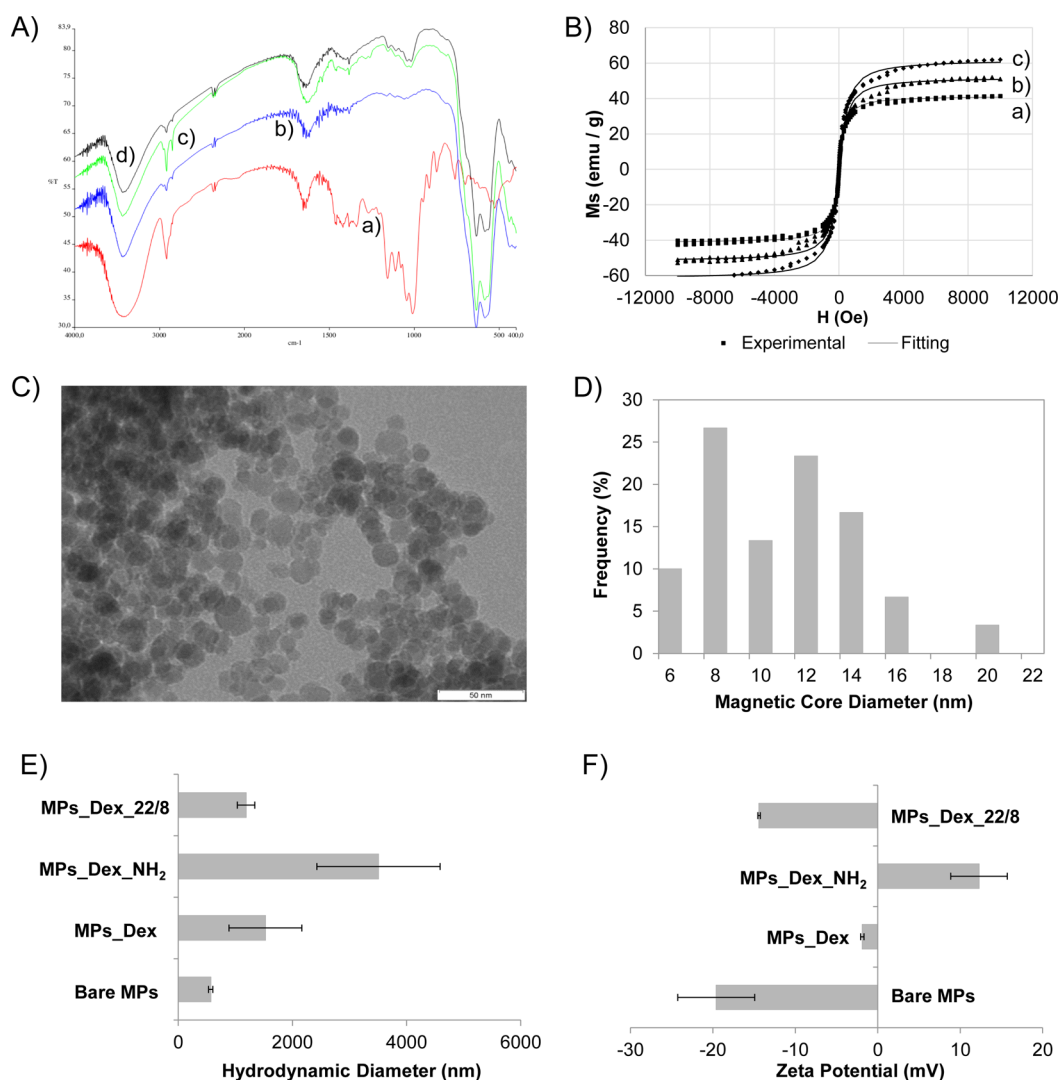 A)
83,9
80
75
70
65
60
%T 55
50
45
40
35
30,0
4000,0 3000 2000 1500 1000 500 400,0
cm-1
d)
c)
b)
a)
B)
Ms (emu / g)
60
40
20
0
-20
-40
-60
-12000 -8000 -4000 0 4000 8000 12000
H (Oe)
c)
b)
a)
Experimental Fitting
C)
50 nm
D)
Frequency (%)
30
25
20
15
10
5
0
6 8 10 12 14 16 18 20 22
Magnetic Core Diameter (nm)
E)
MPs_Dex_22/8
MPs_Dex_NH₂
MPs_Dex
Bare MPs
0 2000 4000 6000
Hydrodynamic Diameter (nm)
F)
MPs_Dex_22/8
MPs_Dex_NH₂
MPs_Dex
Bare MPs
-30 -20 -10 0 10 20
Zeta Potential (mV)